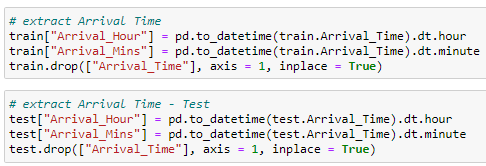 # extract Arrival Time
train["Arrival_Hour"] = pd.to_datetime(train.Arrival_Time).dt.hour
train["Arrival_Mins"] = pd.to_datetime(train.Arrival_Time).dt.minute
train.drop(["Arrival_Time"], axis = 1, inplace = True)
# extract Arrival Time - Test
test["Arrival_Hour"] = pd.to_datetime(test.Arrival_Time).dt.hour
test["Arrival_Mins"] = pd.to_datetime(test.Arrival_Time).dt.minute
test.drop(["Arrival_Time"], axis = 1, inplace = True)